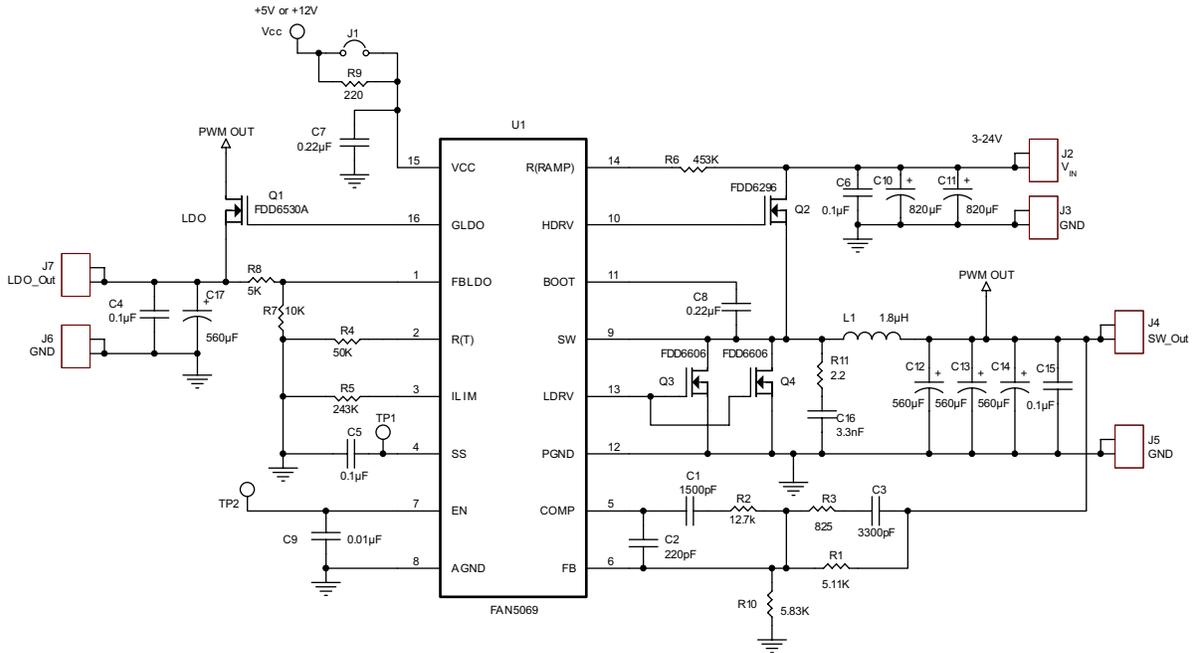 +5V or +12V
Vcc
J1
R9
220
C7
0.22µF
U1
PWM OUT
Q1
FDD6530A
LDO
15
VCC
16
GLDO
1
FBLDO
2
R(T)
3
ILIM
4
SS
7
EN
8
AGND
R(RAMP)
14
HDRV
10
BOOT
11
SW
9
LDRV
13
PGND
12
COMP
5
FB
6
FAN5069
J7
LDO_Out
J6
GND
C4
0.1µF
C17
+
560µF
R8
5K
R7
10K
R4
50K
R5
243K
C5
0.1µF
TP1
TP2
C9
0.01µF
R6
453K
3-24V
J2
VIN
J3
GND
FDD6296
Q2
C6
0.1µF
C10
+
820µF
C11
+
820µF
C8
0.22µF
PWM OUT
L1
1.8µH
J4
SW_Out
FDD6606
FDD6606
Q3
Q4
R11
2.2
C16
3.3nF
C12
+
560µF
C13
+
560µF
C14
+
560µF
C15
0.1µF
J5
GND
C1
1500pF
R2
12.7k
R3
825
C3
3300pF
C2
220pF
R1
5.11K
R10
5.83K